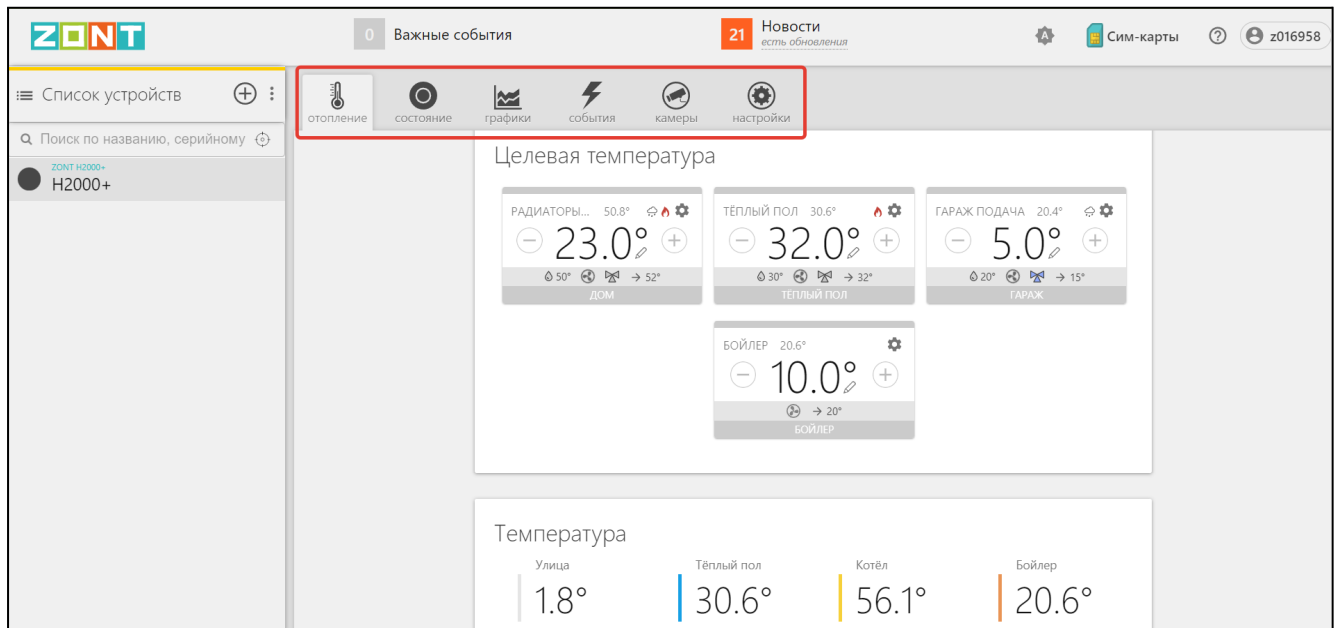 ZONT
0 Важные события
21 Новости
есть обновления
Сим-карты
? z016958
Список устройств
Поиск по названию, серийному
ZONT H2000+
H2000+
отопление состояние графики события камеры настройки
Целевая температура
РАДИАТОРЫ... 50.8° ТЁПЛЫЙ ПОЛ 30.6° ГАРАЖ ПОДАЧА 20.4°
23.0° 32.0° 5.0°
50° → 52° 30° → 32° 20° → 15°
ДОМ ТЁПЛЫЙ ПОЛ ГАРАЖ
БОЙЛЕР 20.6°
10.0°
→ 20°
БОЙЛЕР
Температура
Улица Тёплый пол Котёл Бойлер
1.8° 30.6° 56.1° 20.6°